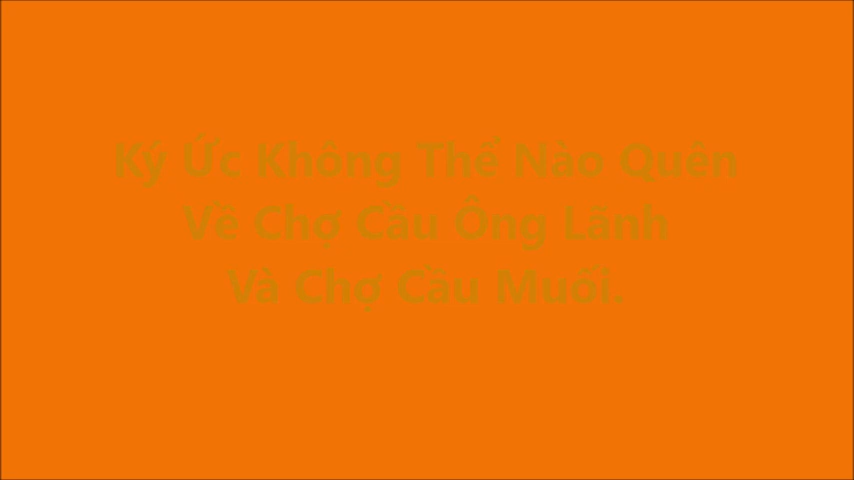 Ký Ức Không Thể Nào Quên
Về Chợ Cầu Ông Lãnh
Và Chợ Cầu Muối.